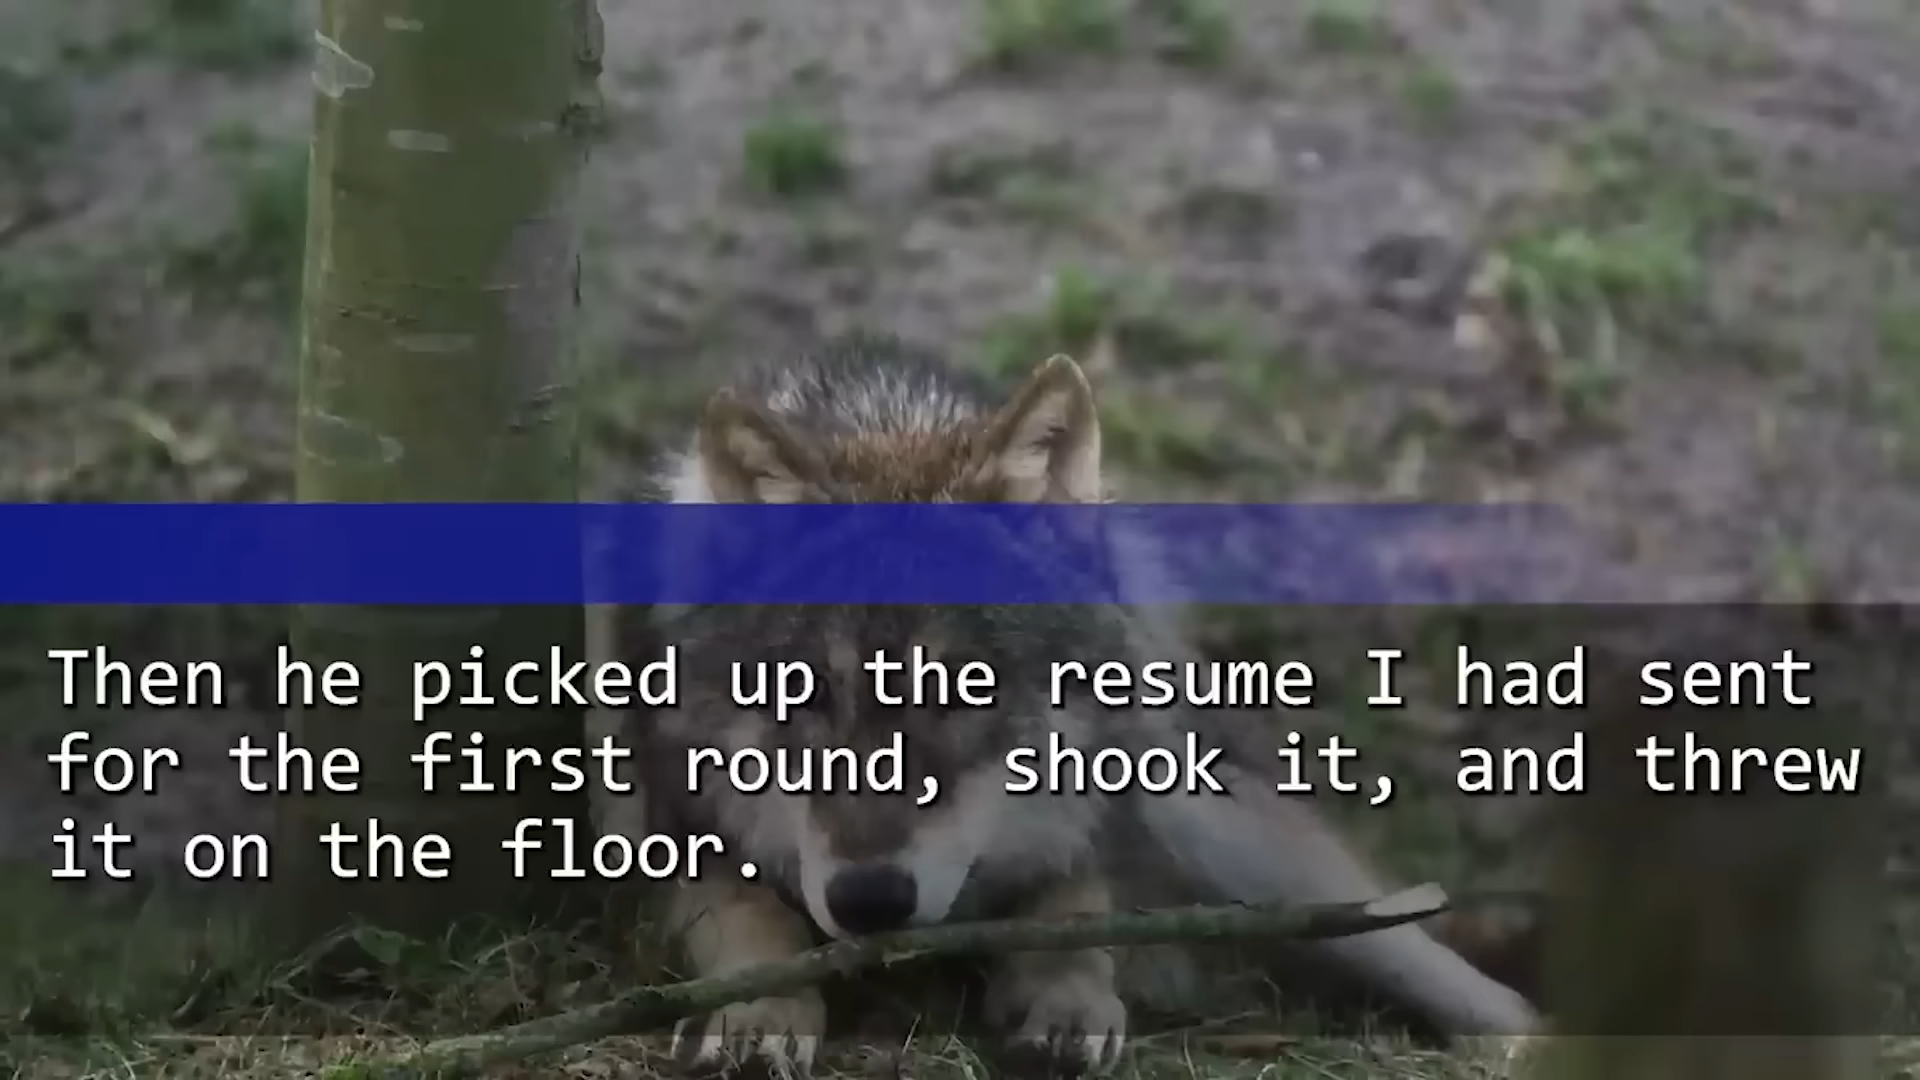 Then he picked up the resume I had sent
for the first round, shook it, and threw
it on the floor.